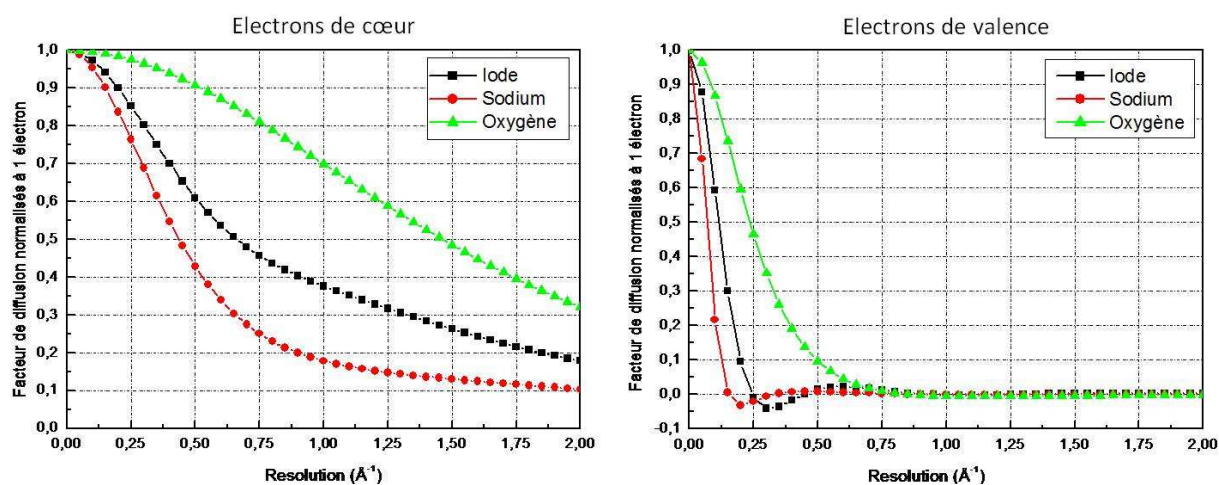 Electrons de cœur
Facteur de diffusion normalisés à 1 électron
1,0
0,9
0,8
0,7
0,6
0,5
0,4
0,3
0,2
0,1
0,0
Iode
Sodium
Oxygène
0,00 0,25 0,50 0,75 1,00 1,25 1,50 1,75 2,00
Resolution (Å⁻¹)
Electrons de valence
Facteur de diffusion normalisés à 1 électron
1,0
0,9
0,8
0,7
0,6
0,5
0,4
0,3
0,2
0,1
0,0
-0,1
Iode
Sodium
Oxygène
0,00 0,25 0,50 0,75 1,00 1,25 1,50 1,75 2,00
Resolution (Å⁻¹)